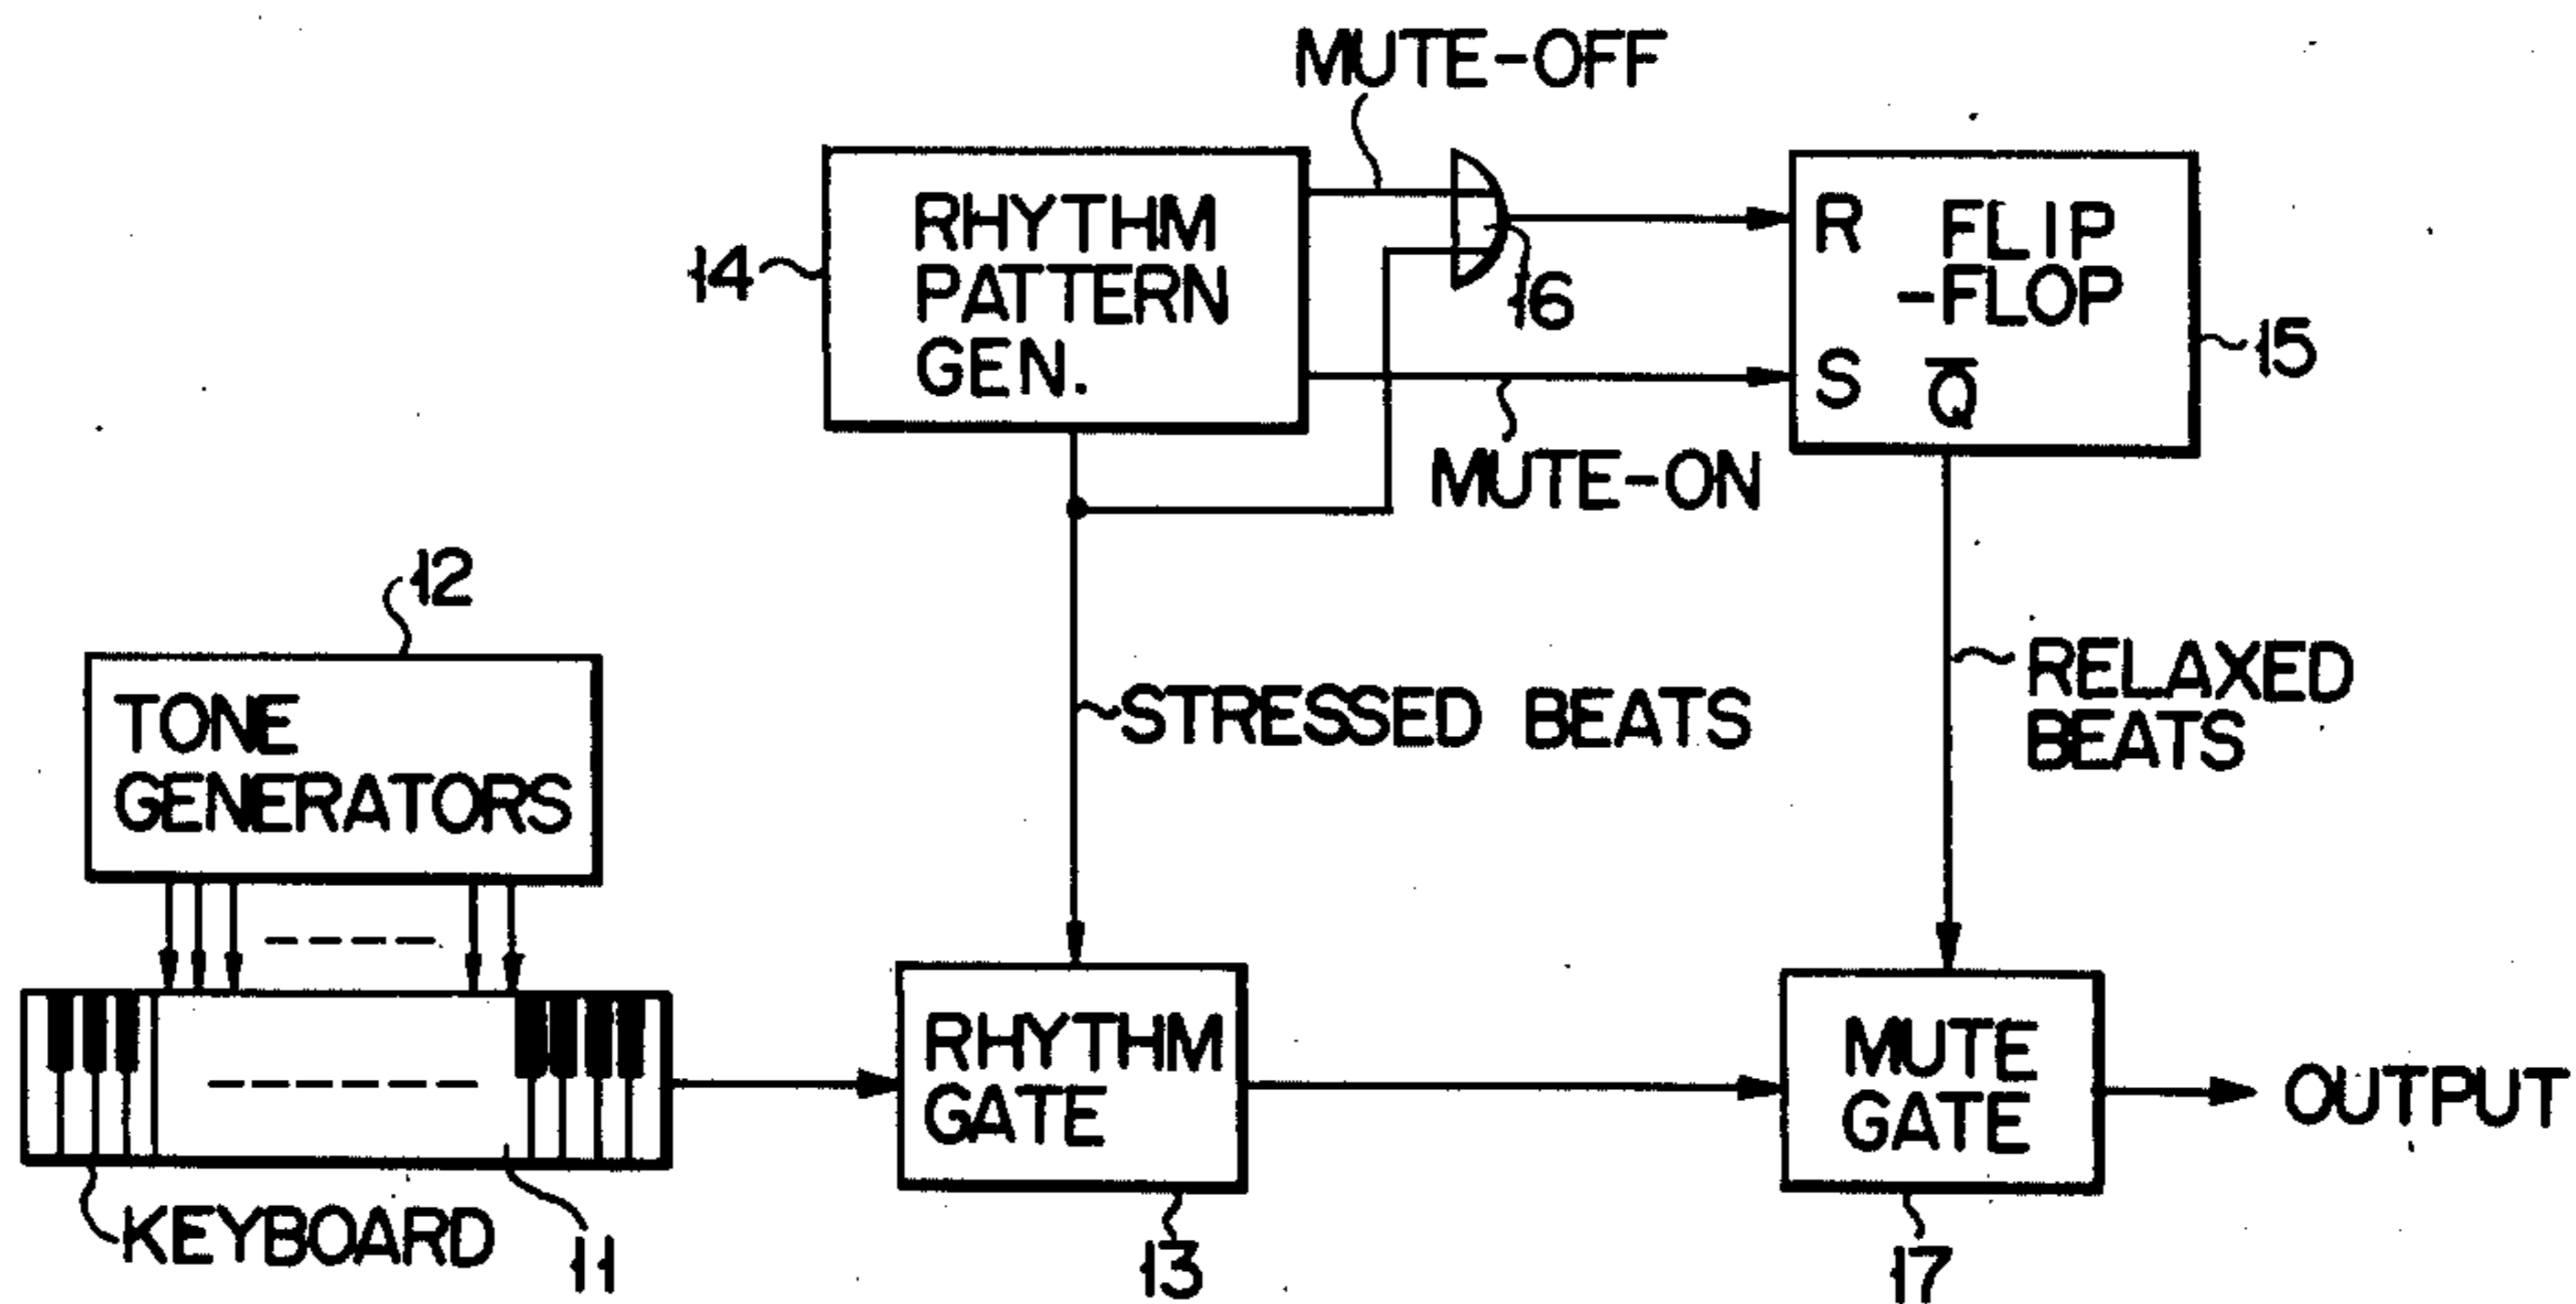 MUTE-OFF
14
RHYTHM
PATTERN
GEN.
16
R
FLIP
-FLOP
S
Q̅
15
MUTE-ON
12
TONE
GENERATORS
STRESSED BEATS
RELAXED
BEATS
RHYTHM
GATE
MUTE
GATE
OUTPUT
KEYBOARD
11
13
17